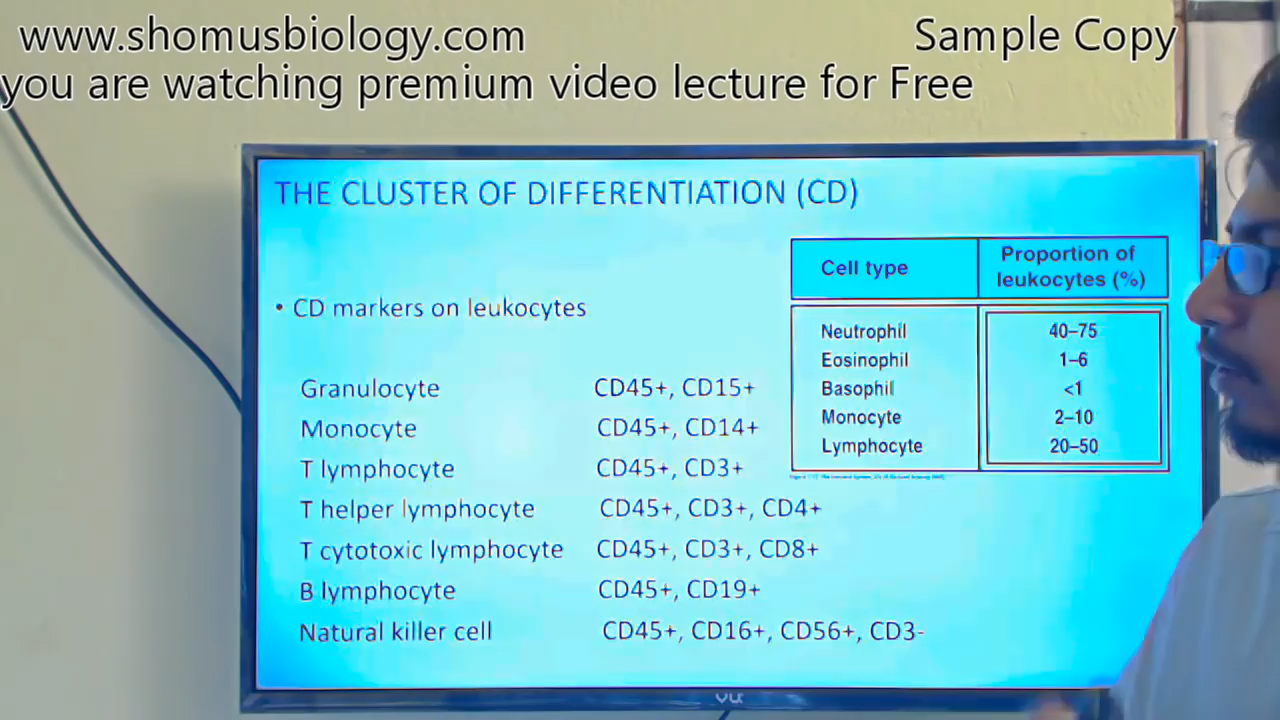 www.shomusbiology.com
Sample Copy
you are watching premium video lecture for Free
THE CLUSTER OF DIFFERENTIATION (CD)
• CD markers on leukocytes
Granulocyte CD45+, CD15+
Monocyte CD45+, CD14+
T lymphocyte CD45+, CD3+
T helper lymphocyte CD45+, CD3+, CD4+
T cytotoxic lymphocyte CD45+, CD3+, CD8+
B lymphocyte CD45+, CD19+
Natural killer cell CD45+, CD16+, CD56+, CD3-
Cell type Proportion of
leukocytes (%)
Neutrophil 40–75
Eosinophil 1–6
Basophil <1
Monocyte 2–10
Lymphocyte 20–50